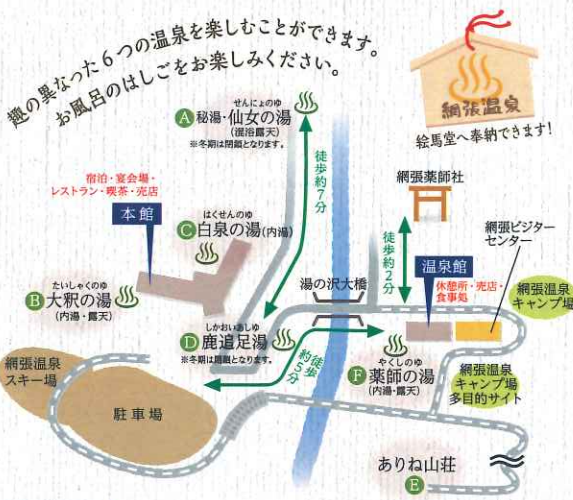 趣の異なった6つの温泉を楽しむことができます。
お風呂のはしごをお楽しみください。
網張温泉
絵馬堂へ奉納できます!
せんにょのゆ
A 秘湯・仙女の湯
(混浴露天)
※冬期は閉鎖となります。
徒歩約7分
網張薬師社
宿泊・宴会場・
レストラン・喫茶・売店
本館
はくせんのゆ
C 白泉の湯(内湯)
徒歩約2分
網張ビジター
センター
温泉館
休憩所・売店・
食事処
網張温泉
キャンプ場
たいしゃくのゆ
B 大釈の湯
(内湯・露天)
湯の沢大橋
しかおいあしゆ
D 鹿追足湯
※冬期は閉鎖となります。
徒歩
約5分
やくしのゆ
F 薬師の湯
(内湯・露天)
網張温泉
キャンプ場
多目的サイト
網張温泉
スキー場
駐車場
ありね山荘
E